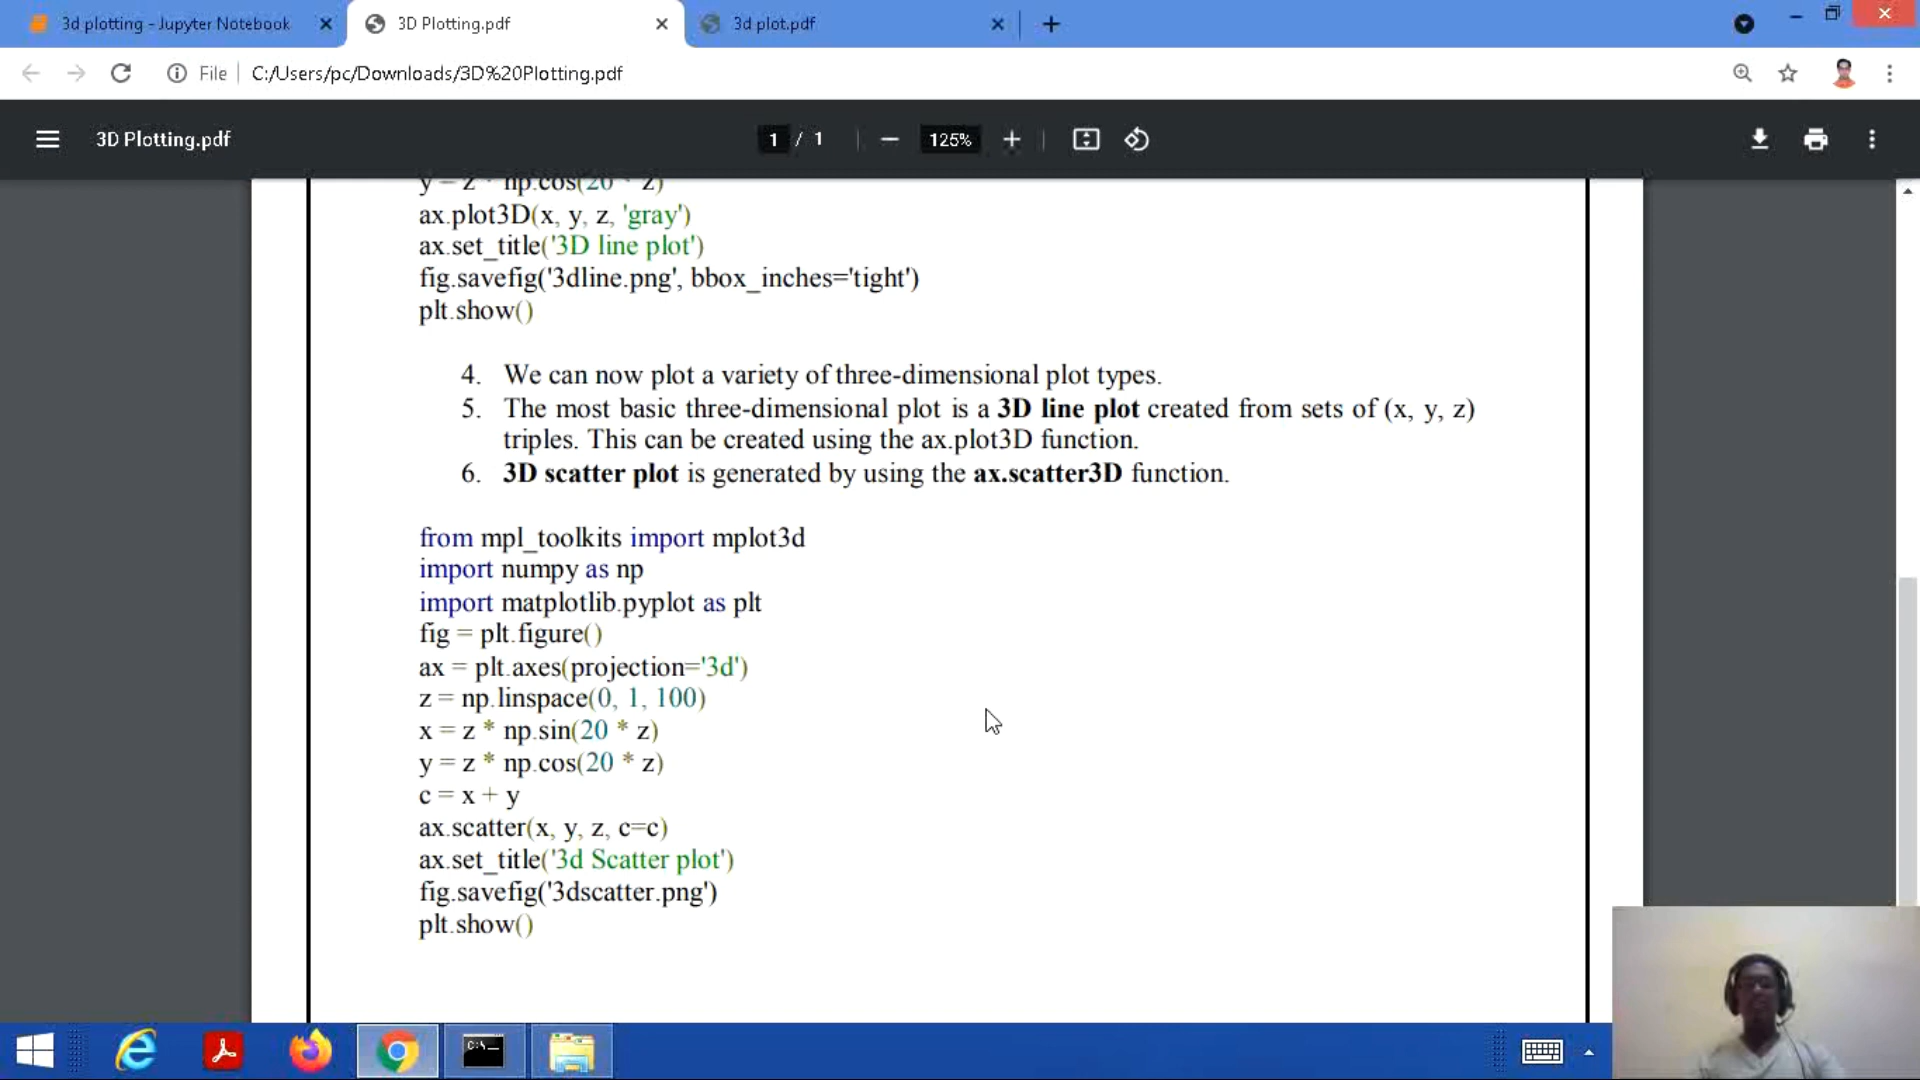 3d plotting - Jupyter Notebook
3D Plotting.pdf
3d plot.pdf
File
C:/Users/pc/Downloads/3D%20Plotting.pdf
3D Plotting.pdf
1 / 1
125%
y = z * np.cos(20 * z)
ax.plot3D(x, y, z, 'gray')
ax.set_title('3D line plot')
fig.savefig('3dline.png', bbox_inches='tight')
plt.show()
4. We can now plot a variety of three-dimensional plot types.
5. The most basic three-dimensional plot is a 3D line plot created from sets of (x, y, z)
triples. This can be created using the ax.plot3D function.
6. 3D scatter plot is generated by using the ax.scatter3D function.
from mpl_toolkits import mplot3d
import numpy as np
import matplotlib.pyplot as plt
fig = plt.figure()
ax = plt.axes(projection='3d')
z = np.linspace(0, 1, 100)
x = z * np.sin(20 * z)
y = z * np.cos(20 * z)
c = x + y
ax.scatter(x, y, z, c=c)
ax.set_title('3d Scatter plot')
fig.savefig('3dscatter.png')
plt.show()
C:\